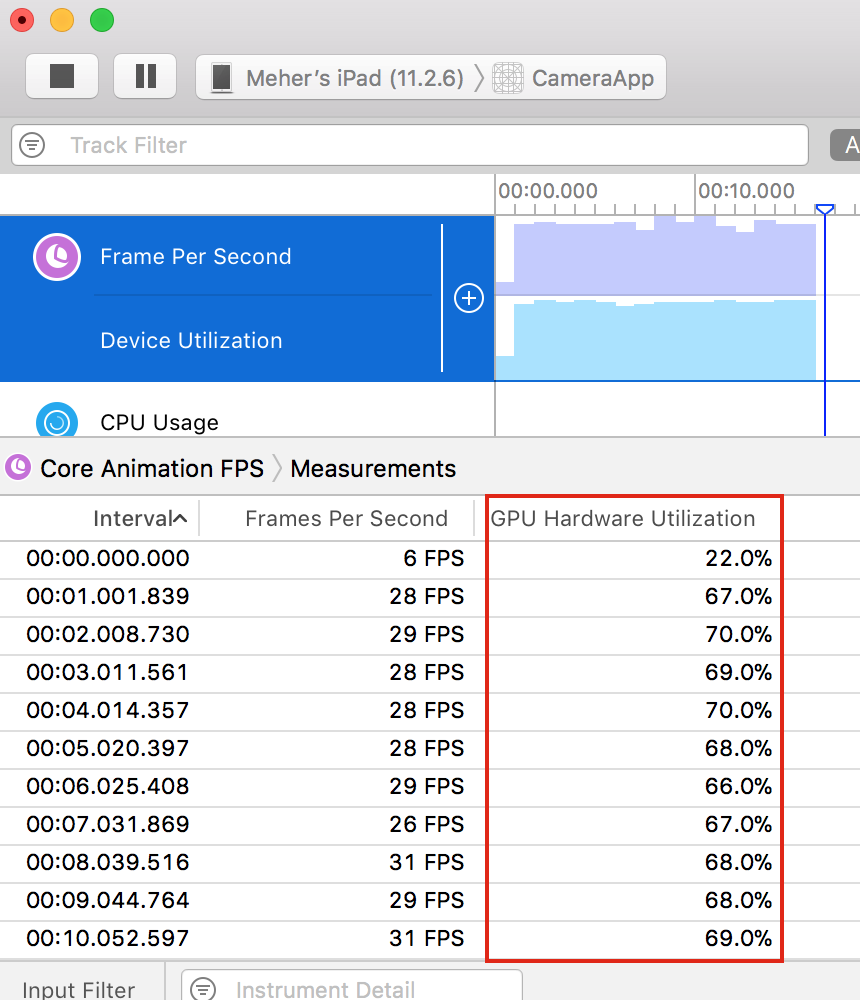 Meher’s iPad (11.2.6) 〉 CameraApp
Track Filter A
00:00.000 00:10.000
Frame Per Second
Device Utilization
CPU Usage
Core Animation FPS 〉 Measurements
Interval Frames Per Second GPU Hardware Utilization
00:00.000.000 6 FPS 22.0%
00:01.001.839 28 FPS 67.0%
00:02.008.730 29 FPS 70.0%
00:03.011.561 28 FPS 69.0%
00:04.014.357 28 FPS 70.0%
00:05.020.397 28 FPS 68.0%
00:06.025.408 29 FPS 66.0%
00:07.031.869 26 FPS 67.0%
00:08.039.516 31 FPS 68.0%
00:09.044.764 29 FPS 68.0%
00:10.052.597 31 FPS 69.0%
Input Filter Instrument Detail